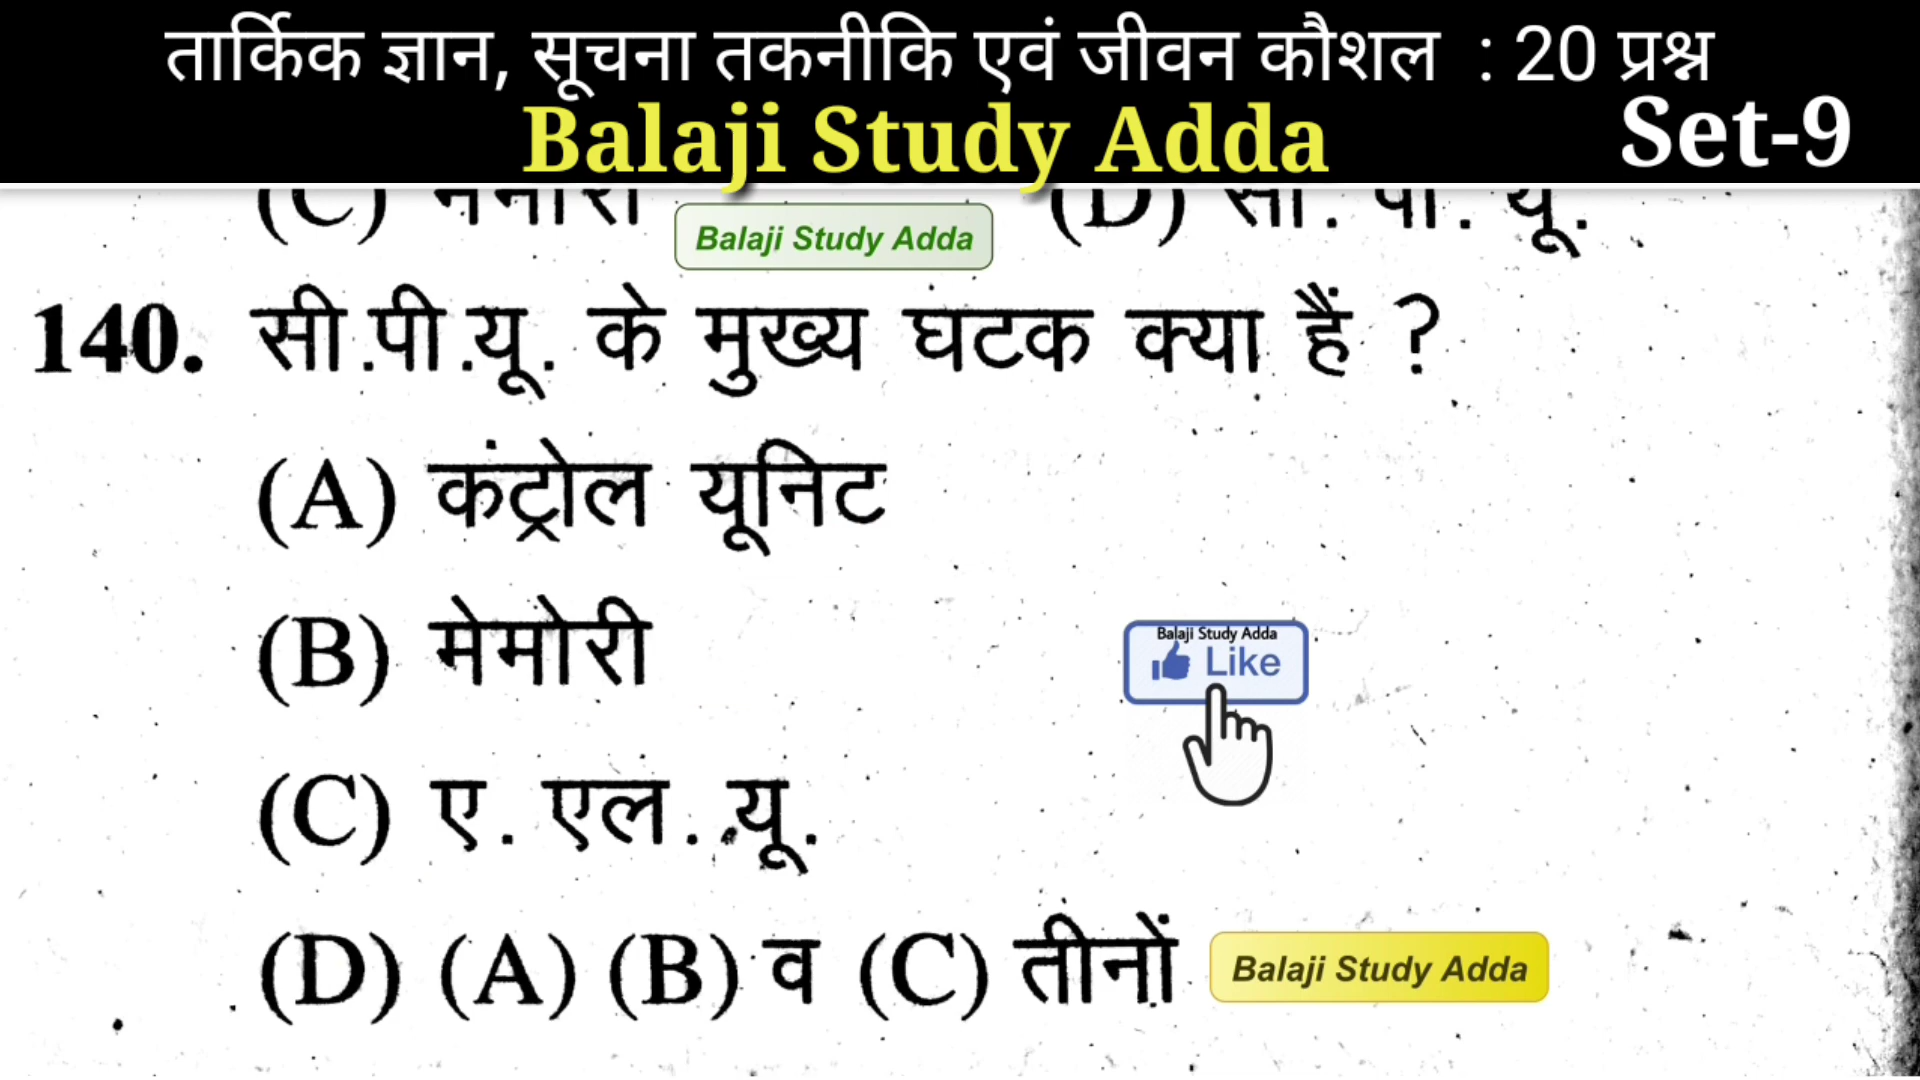 तार्किक ज्ञान, सूचना तकनीकि एवं जीवन कौशल : 20 प्रश्न
Balaji Study Adda Set-9
(C) मेमोरी (D) सी. पी. यू.
Balaji Study Adda
140. सी.पी.यू. के मुख्य घटक क्या हैं ?
(A) कंट्रोल यूनिट
(B) मेमोरी
Balaji Study Adda
Like
(C) ए. एल. यू.
(D) (A) (B) व (C) तीनों Balaji Study Adda